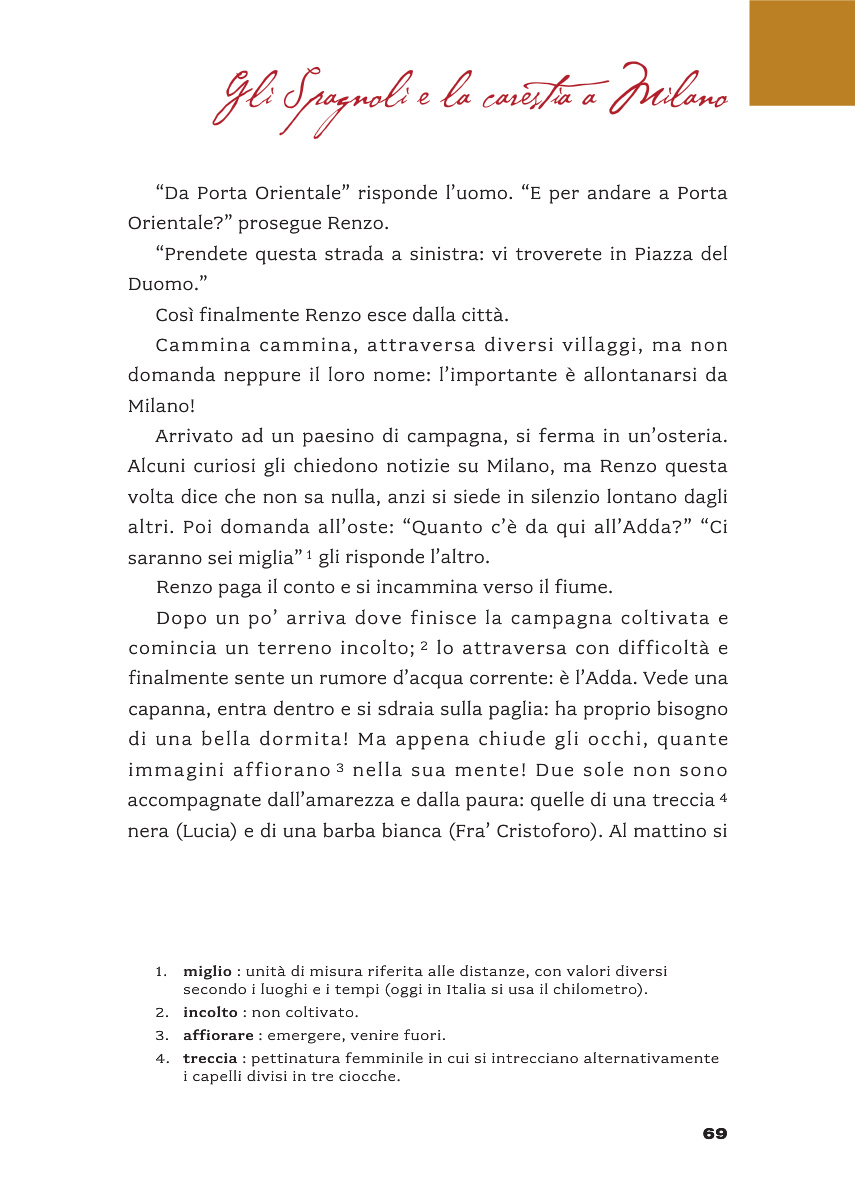 Gli Spagnoli e la carestia a Milano
“Da Porta Orientale” risponde l’uomo. “E per andare a Porta
Orientale?” prosegue Renzo.
“Prendete questa strada a sinistra: vi troverete in Piazza del
Duomo.”
Così finalmente Renzo esce dalla città.
Cammina cammina, attraversa diversi villaggi, ma non
domanda neppure il loro nome: l’importante è allontanarsi da
Milano!
Arrivato ad un paesino di campagna, si ferma in un’osteria.
Alcuni curiosi gli chiedono notizie su Milano, ma Renzo questa
volta dice che non sa nulla, anzi si siede in silenzio lontano dagli
altri. Poi domanda all’oste: “Quanto c’è da qui all’Adda?” “Ci
saranno sei miglia” 1 gli risponde l’altro.
Renzo paga il conto e si incammina verso il fiume.
Dopo un po’ arriva dove finisce la campagna coltivata e
comincia un terreno incolto; 2 lo attraversa con difficoltà e
finalmente sente un rumore d’acqua corrente: è l’Adda. Vede una
capanna, entra dentro e si sdraia sulla paglia: ha proprio bisogno
di una bella dormita! Ma appena chiude gli occhi, quante
immagini affiorano 3 nella sua mente! Due sole non sono
accompagnate dall’amarezza e dalla paura: quelle di una treccia 4
nera (Lucia) e di una barba bianca (Fra’ Cristoforo). Al mattino si
1. miglio : unità di misura riferita alle distanze, con valori diversi
secondo i luoghi e i tempi (oggi in Italia si usa il chilometro).
2. incolto : non coltivato.
3. affiorare : emergere, venire fuori.
4. treccia : pettinatura femminile in cui si intrecciano alternativamente
i capelli divisi in tre ciocche.
69